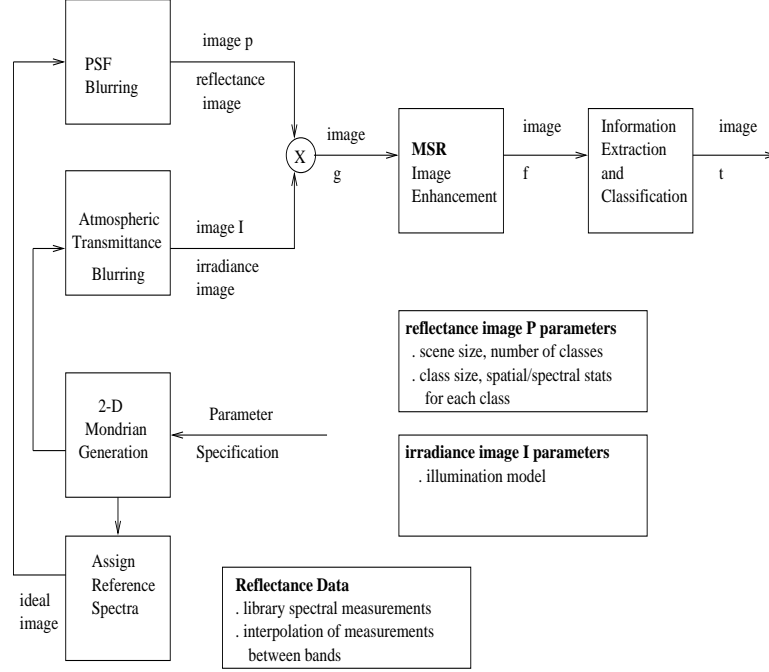 PSF
Blurring
image p
reflectance
image
X
image
g
MSR
Image
Enhancement
image
f
Information
Extraction
and
Classification
image
t
Atmospheric
Transmittance
Blurring
image I
irradiance
image
reflectance image P parameters
. scene size, number of classes
. class size, spatial/spectral stats
for each class
2-D
Mondrian
Generation
Parameter
Specification
irradiance image I parameters
. illumination model
Assign
Reference
Spectra
ideal
image
Reflectance Data
. library spectral measurements
. interpolation of measurements
between bands